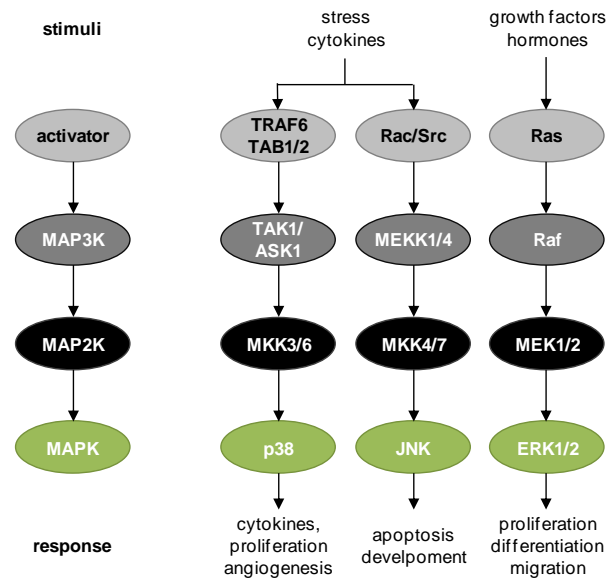 stimuli
stress
cytokines
growth factors
hormones
activator
TRAF6
TAB1/2
Rac/Src
Ras
MAP3K
TAK1/
ASK1
MEKK1/4
Raf
MAP2K
MKK3/6
MKK4/7
MEK1/2
MAPK
p38
JNK
ERK1/2
response
cytokines,
proliferation
angiogenesis
apoptosis
develpoment
proliferation
differentiation
migration